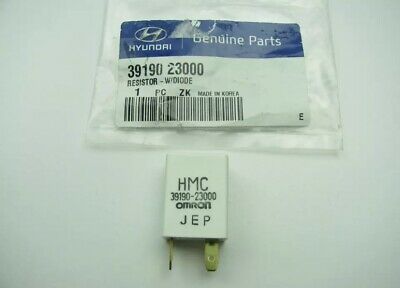 HYUNDAI Genuine Parts
39190 23000
RESISTOR - W/DIODE
1 PC ZK MADE IN KOREA
E
HMC
39190-23000
OMRON
JEP